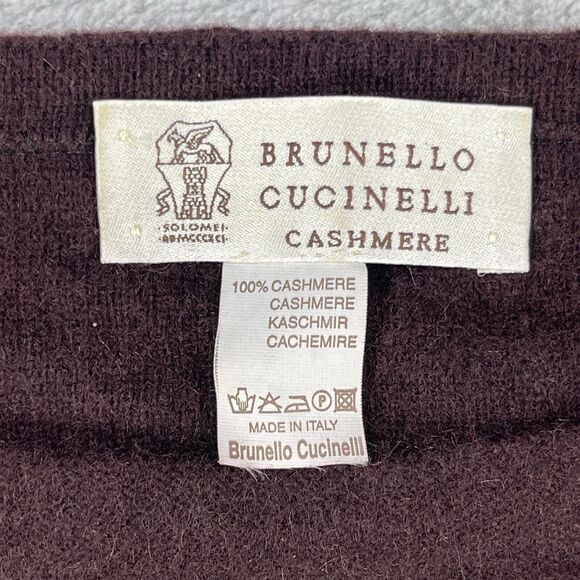 BRUNELLO
CUCINELLI
CASHMERE
·SOLOMEI·
100% CASHMERE
CASHMERE
KASCHMIR
CACHEMIRE
P
MADE IN ITALY
Brunello Cucinelli